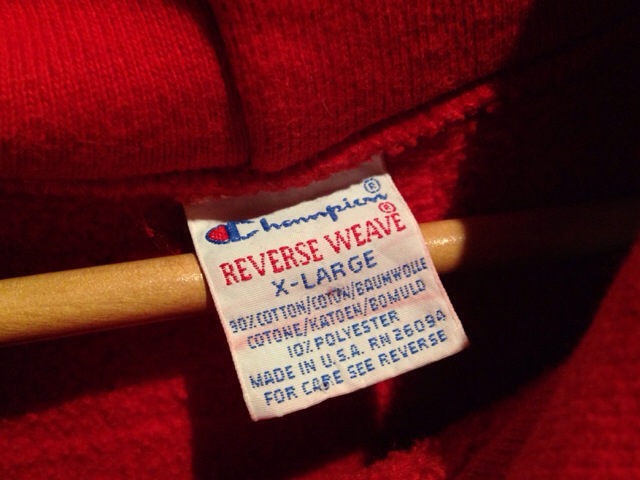 Champion®
REVERSE WEAVE®
X-LARGE
90% COTTON/COTON/BAUMWOLLE
COTONE/KATOEN/BOMULD
10% POLYESTER
MADE IN U.S.A. RN 26094
FOR CARE SEE REVERSE